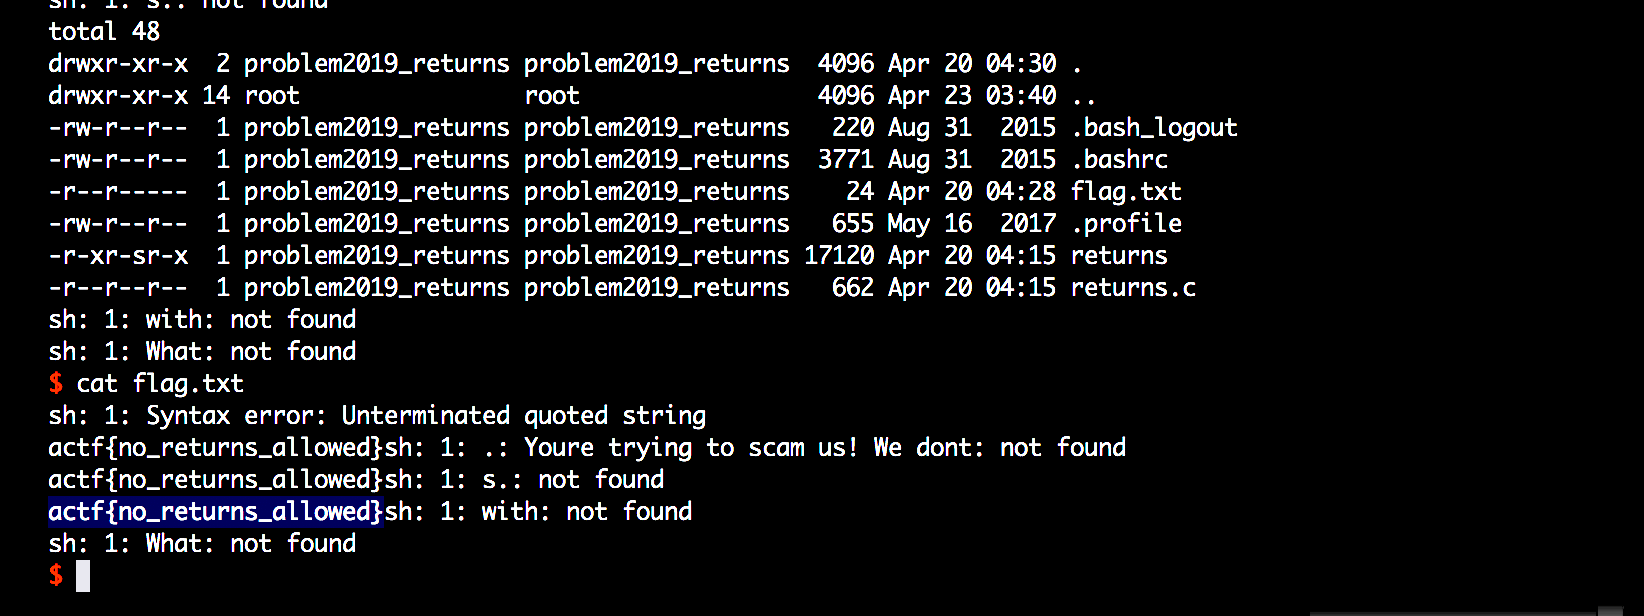 sh: 1: s.: not found
total 48
drwxr-xr-x  2 problem2019_returns problem2019_returns  4096 Apr 20 04:30 .
drwxr-xr-x 14 root                root                 4096 Apr 23 03:40 ..
-rw-r--r--  1 problem2019_returns problem2019_returns   220 Aug 31  2015 .bash_logout
-rw-r--r--  1 problem2019_returns problem2019_returns  3771 Aug 31  2015 .bashrc
-r--r-----  1 problem2019_returns problem2019_returns    24 Apr 20 04:28 flag.txt
-rw-r--r--  1 problem2019_returns problem2019_returns   655 May 16  2017 .profile
-r-xr-sr-x  1 problem2019_returns problem2019_returns 17120 Apr 20 04:15 returns
-r--r--r--  1 problem2019_returns problem2019_returns   662 Apr 20 04:15 returns.c
sh: 1: with: not found
sh: 1: What: not found
$ cat flag.txt
sh: 1: Syntax error: Unterminated quoted string
actf{no_returns_allowed}sh: 1: .: Youre trying to scam us! We dont: not found
actf{no_returns_allowed}sh: 1: s.: not found
actf{no_returns_allowed}sh: 1: with: not found
sh: 1: What: not found
$